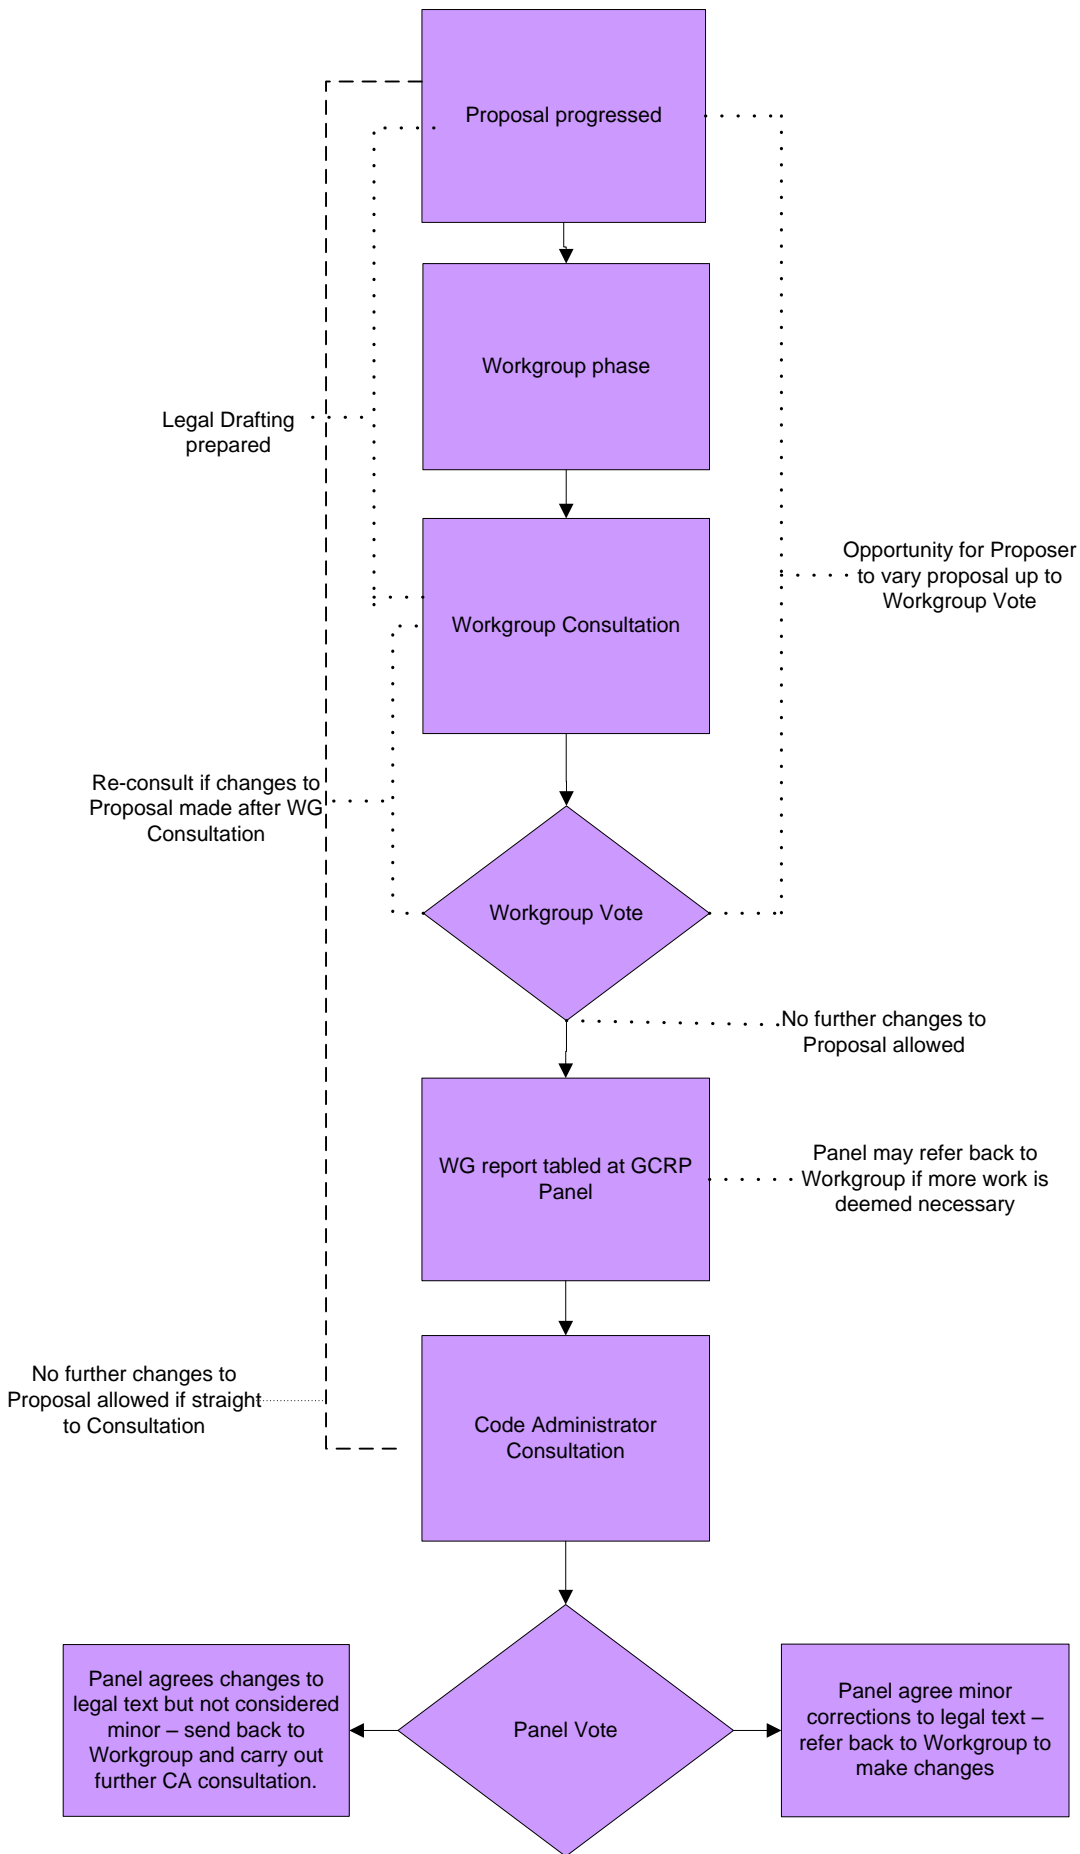 Proposal progressed
Workgroup phase
Legal Drafting
prepared
Opportunity for Proposer
to vary proposal up to
Workgroup Vote
Workgroup Consultation
Re-consult if changes to
Proposal made after WG
Consultation
Workgroup Vote
No further changes to
Proposal allowed
WG report tabled at GCRP
Panel
Panel may refer back to
Workgroup if more work is
deemed necessary
No further changes to
Proposal allowed if straight
to Consultation
Code Administrator
Consultation
Panel agrees changes to
legal text but not considered
minor – send back to
Workgroup and carry out
further CA consultation.
Panel Vote
Panel agree minor
corrections to legal text –
refer back to Workgroup to
make changes